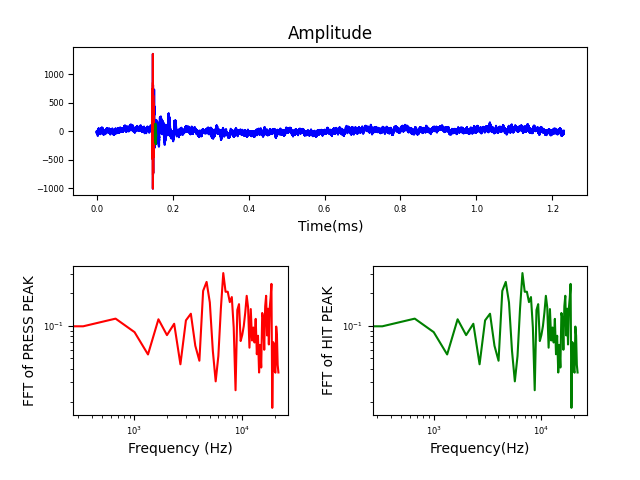 Amplitude
1000
500
0
−500
−1000
0.0 0.2 0.4 0.6 0.8 1.0 1.2
Time(ms)
FFT of PRESS PEAK
10⁻¹
10³ 10⁴
Frequency (Hz)
FFT of HIT PEAK
10⁻¹
10³ 10⁴
Frequency(Hz)